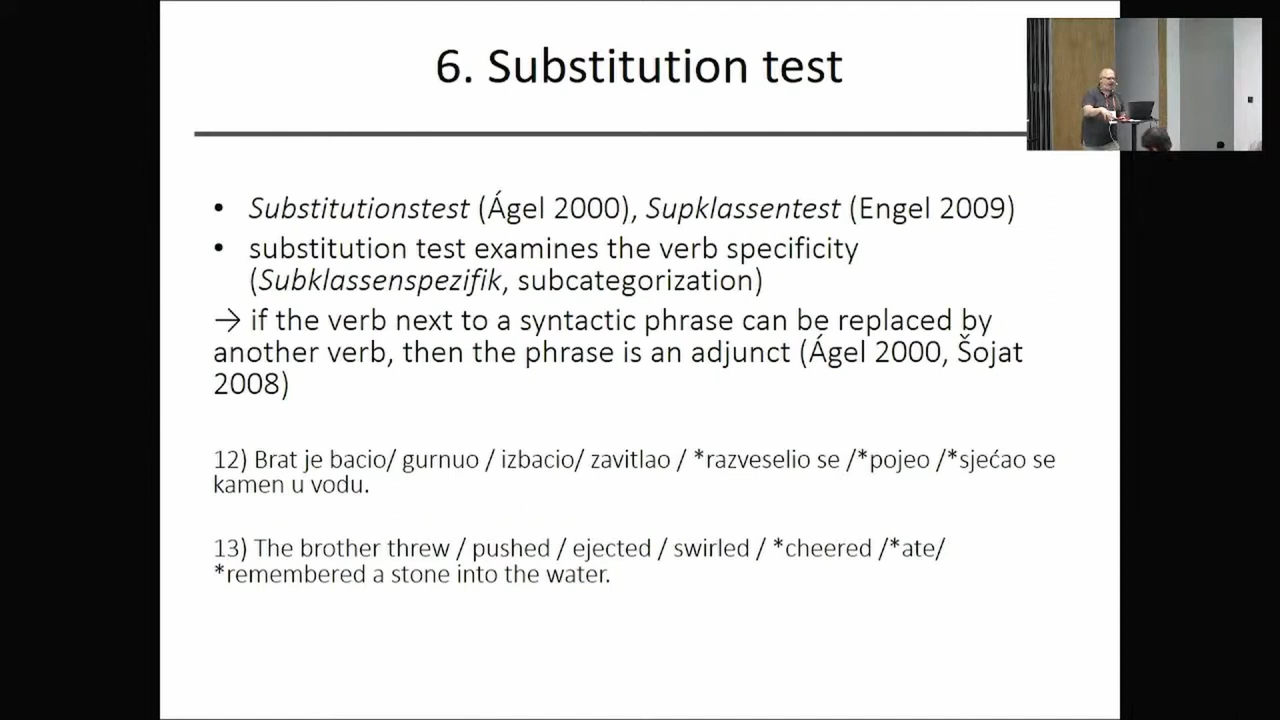 6. Substitution test
• Substitutionstest (Ágel 2000), Supklassentest (Engel 2009)
• substitution test examines the verb specificity
(Subklassenspezifik, subcategorization)
→ if the verb next to a syntactic phrase can be replaced by
another verb, then the phrase is an adjunct (Ágel 2000, Šojat
2008)
12) Brat je bacio/ gurnuo / izbacio/ zavitlao / *razveselio se /*pojeo /*sjećao se
kamen u vodu.
13) The brother threw / pushed / ejected / swirled / *cheered /*ate/
*remembered a stone into the water.